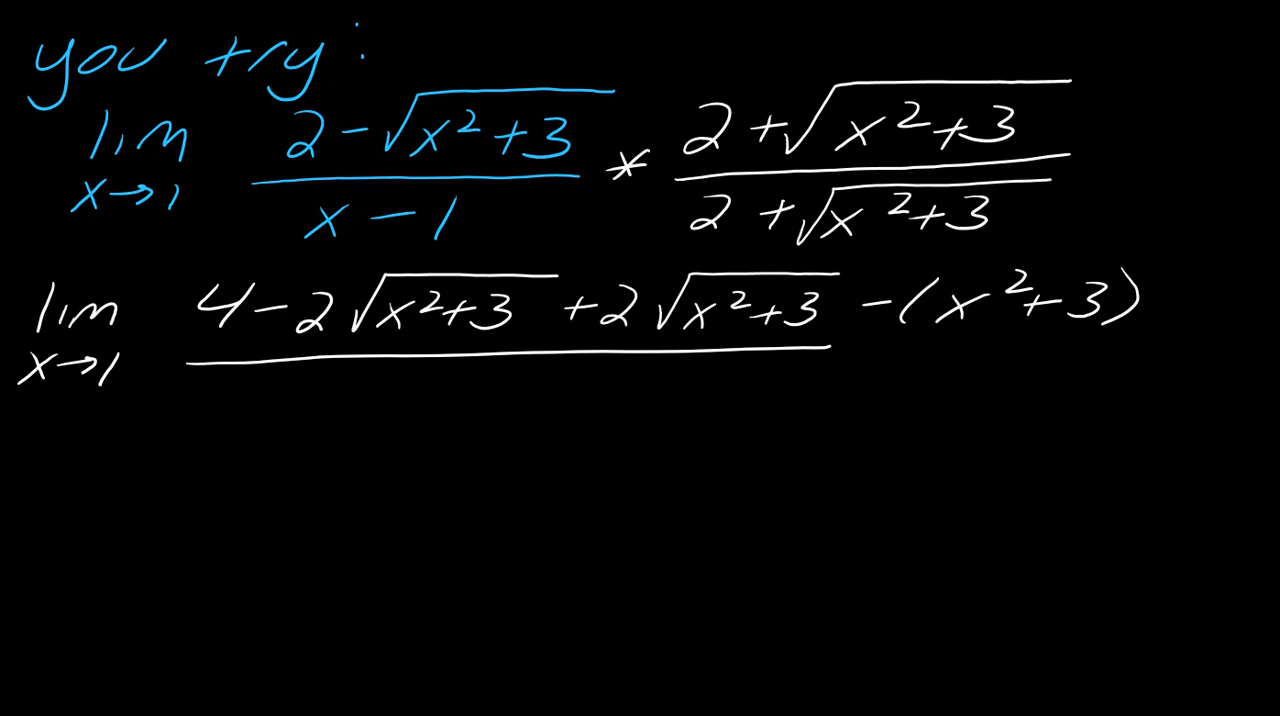 you try:
lim x→1 (2 - √(x² + 3)) / (x - 1) * (2 + √(x² + 3)) / (2 + √(x² + 3))
lim x→1 4 - 2√(x² + 3) + 2√(x² + 3) - (x² + 3)